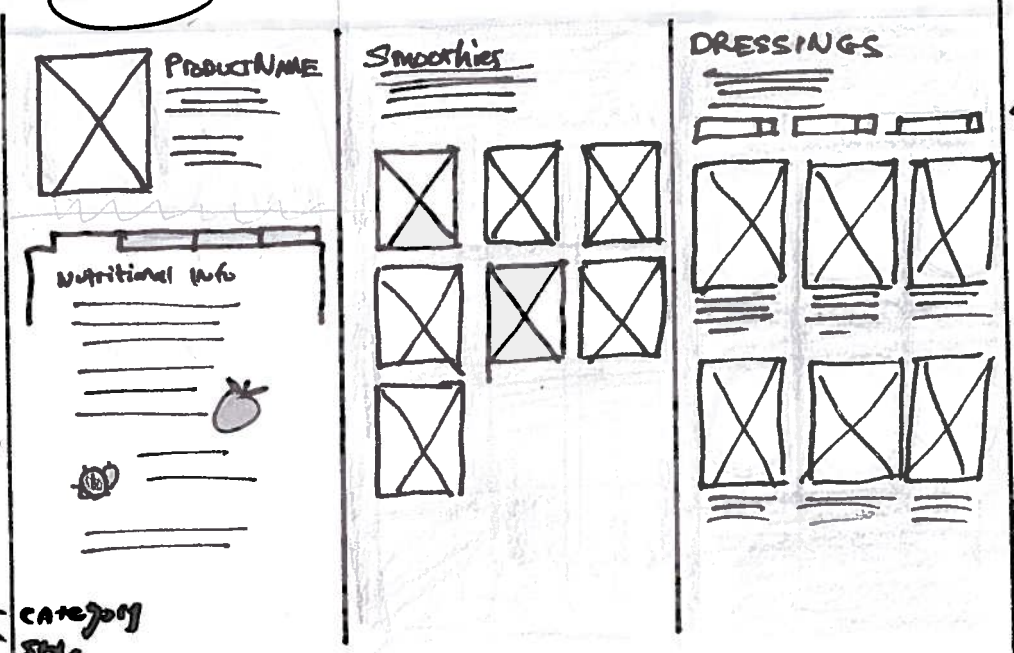 ProductName
Nutritional Info
Category
Smoothies
DRESSINGS